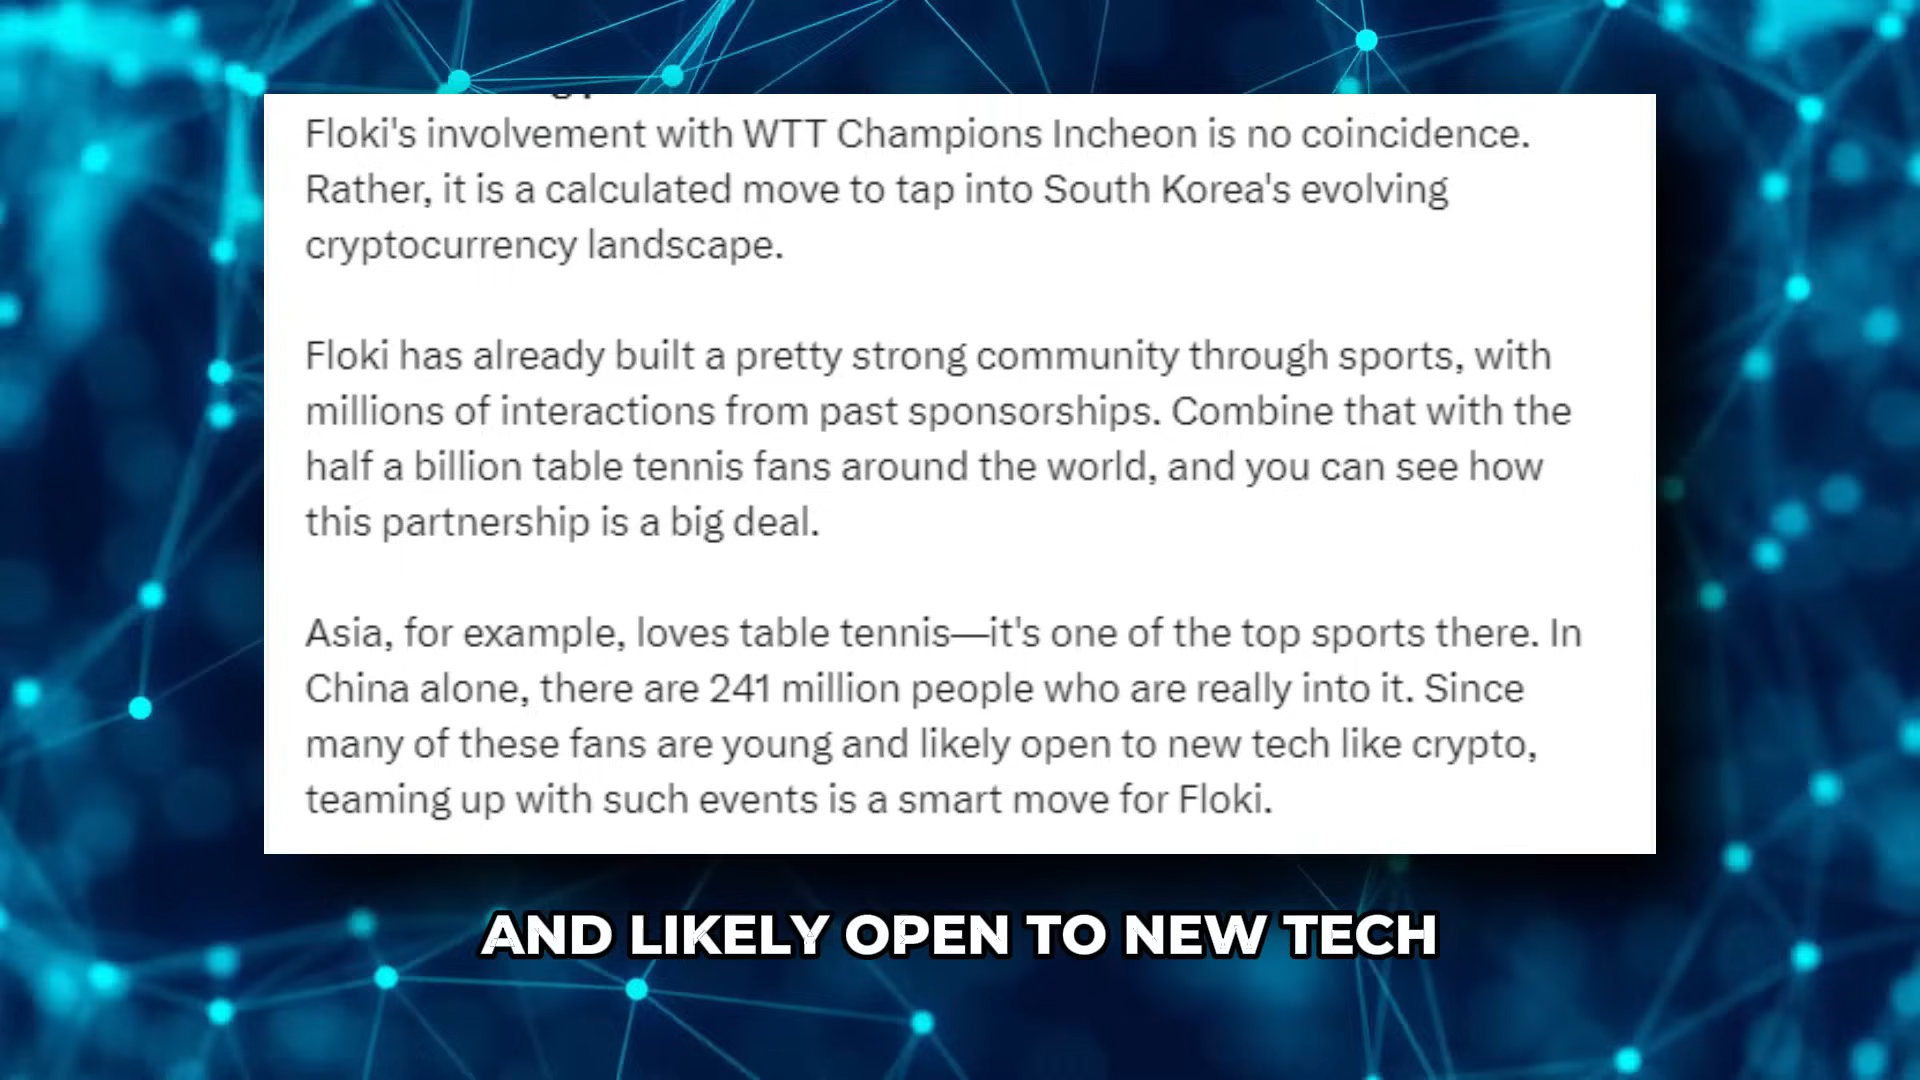 Floki's involvement with WTT Champions Incheon is no coincidence.
Rather, it is a calculated move to tap into South Korea's evolving
cryptocurrency landscape.
Floki has already built a pretty strong community through sports, with
millions of interactions from past sponsorships. Combine that with the
half a billion table tennis fans around the world, and you can see how
this partnership is a big deal.
Asia, for example, loves table tennis—it's one of the top sports there. In
China alone, there are 241 million people who are really into it. Since
many of these fans are young and likely open to new tech like crypto,
teaming up with such events is a smart move for Floki.
AND LIKELY OPEN TO NEW TECH